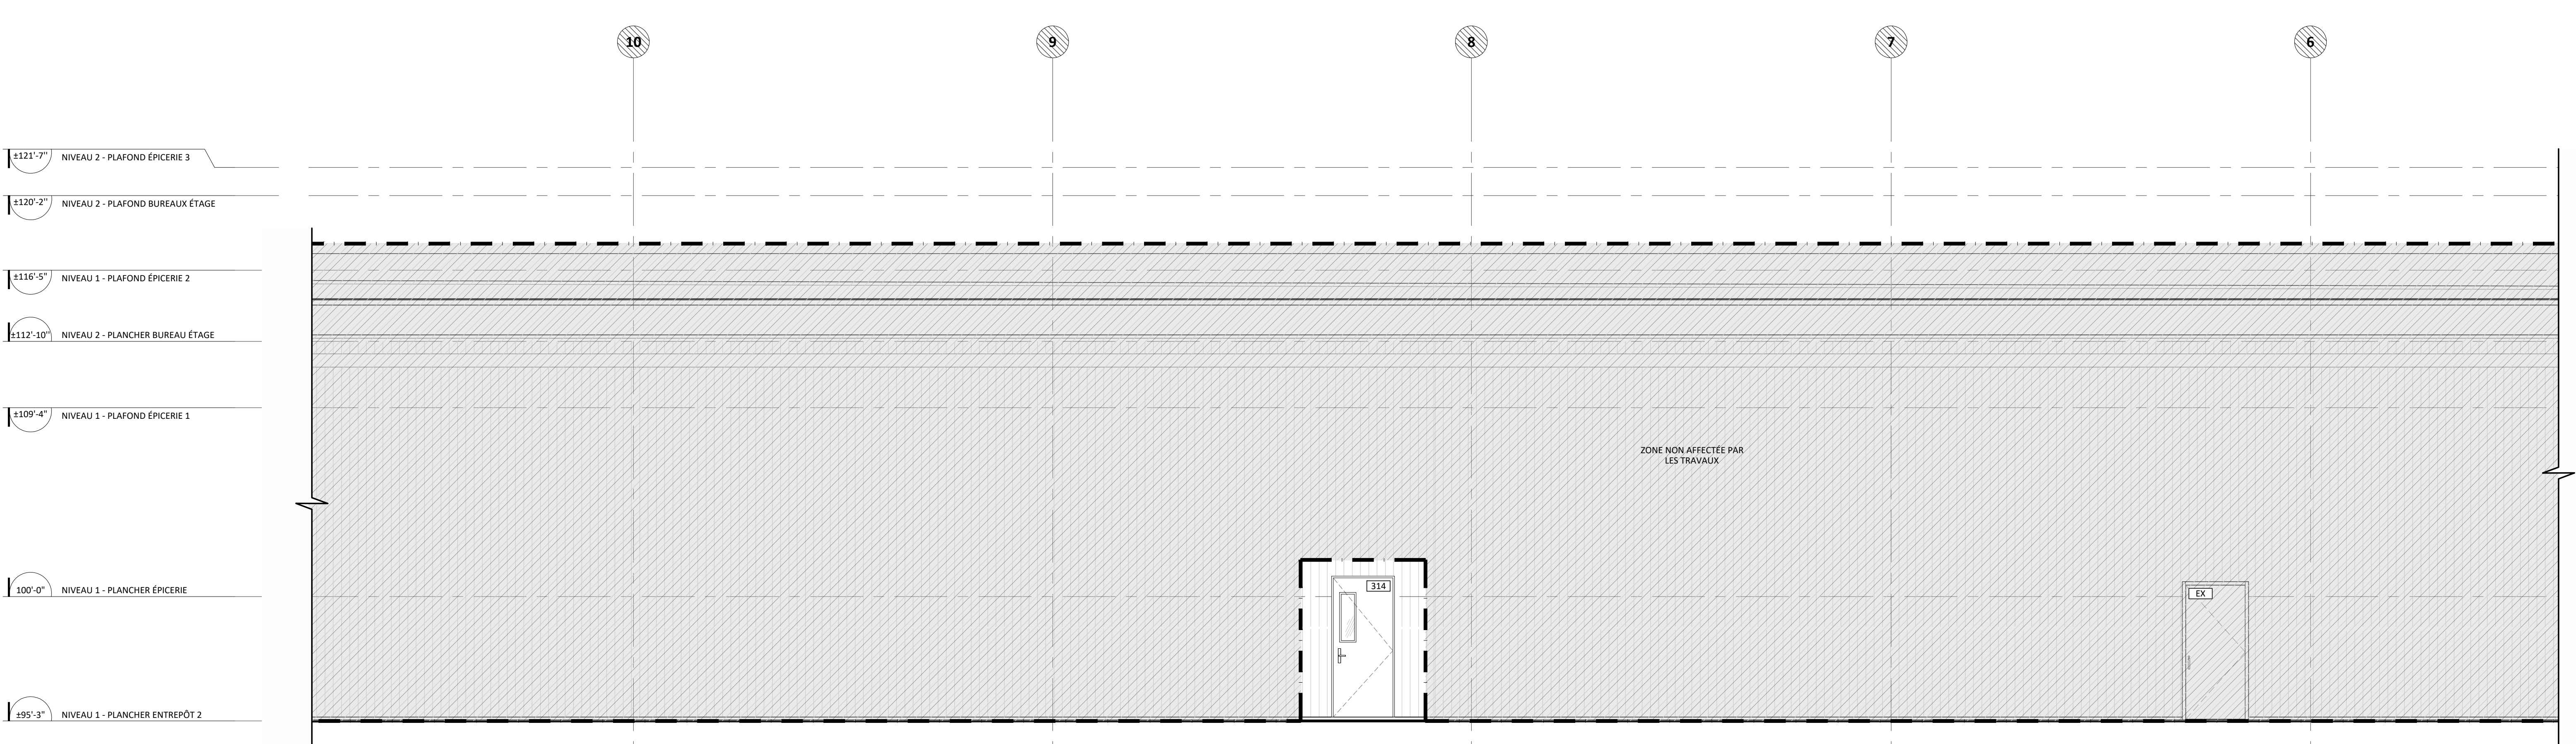 10
9
8
7
6
±121'-7"
NIVEAU 2 - PLAFOND ÉPICERIE 3
±120'-2"
NIVEAU 2 - PLAFOND BUREAUX ÉTAGE
±116'-5"
NIVEAU 1 - PLAFOND ÉPICERIE 2
±112'-10"
NIVEAU 2 - PLANCHER BUREAU ÉTAGE
±109'-4"
NIVEAU 1 - PLAFOND ÉPICERIE 1
ZONE NON AFFECTÉE PAR
LES TRAVAUX
314
EX
100'-0"
NIVEAU 1 - PLANCHER ÉPICERIE
±95'-3"
NIVEAU 1 - PLANCHER ENTREPÔT 2